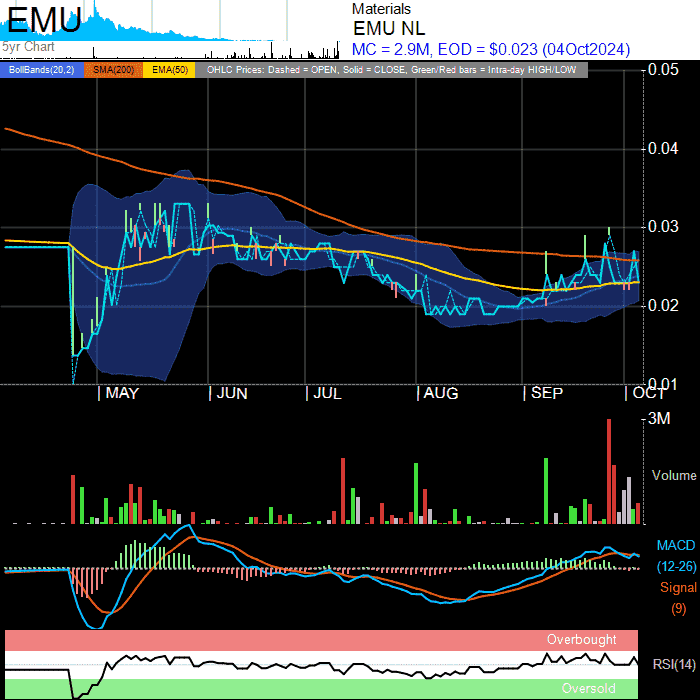 EMU
5yr Chart
Materials
EMU NL
MC = 2.9M, EOD = $0.023 (04Oct2024)
BollBands(20,2) SMA(200) EMA(50) OHLC Prices: Dashed = OPEN, Solid = CLOSE, Green/Red bars = Intra-day HIGH/LOW
0.05
0.04
0.03
0.02
0.01
MAY JUN JUL AUG SEP OCT
3M
Volume
MACD
(12-26)
Signal
(9)
Overbought
RSI(14)
Oversold